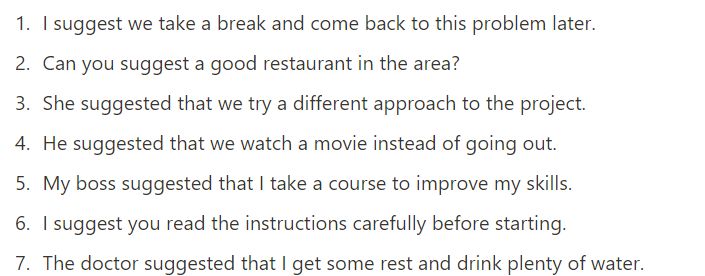 1. I suggest we take a break and come back to this problem later.
2. Can you suggest a good restaurant in the area?
3. She suggested that we try a different approach to the project.
4. He suggested that we watch a movie instead of going out.
5. My boss suggested that I take a course to improve my skills.
6. I suggest you read the instructions carefully before starting.
7. The doctor suggested that I get some rest and drink plenty of water.